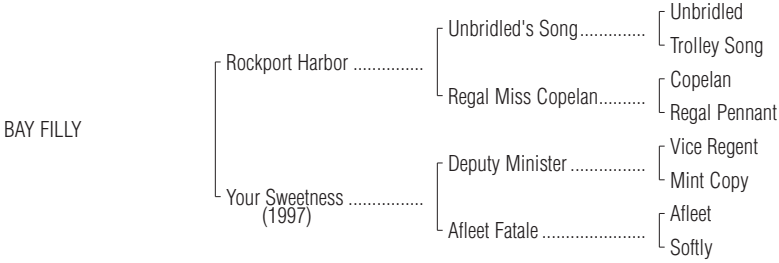 Unbridled
Unbridled's Song..............
Trolley Song
Rockport Harbor ...............
Copelan
Regal Miss Copelan..........
Regal Pennant
BAY FILLY
Vice Regent
Deputy Minister ................
Mint Copy
Your Sweetness ................
(1997)
Afleet
Afleet Fatale ......................
Softly